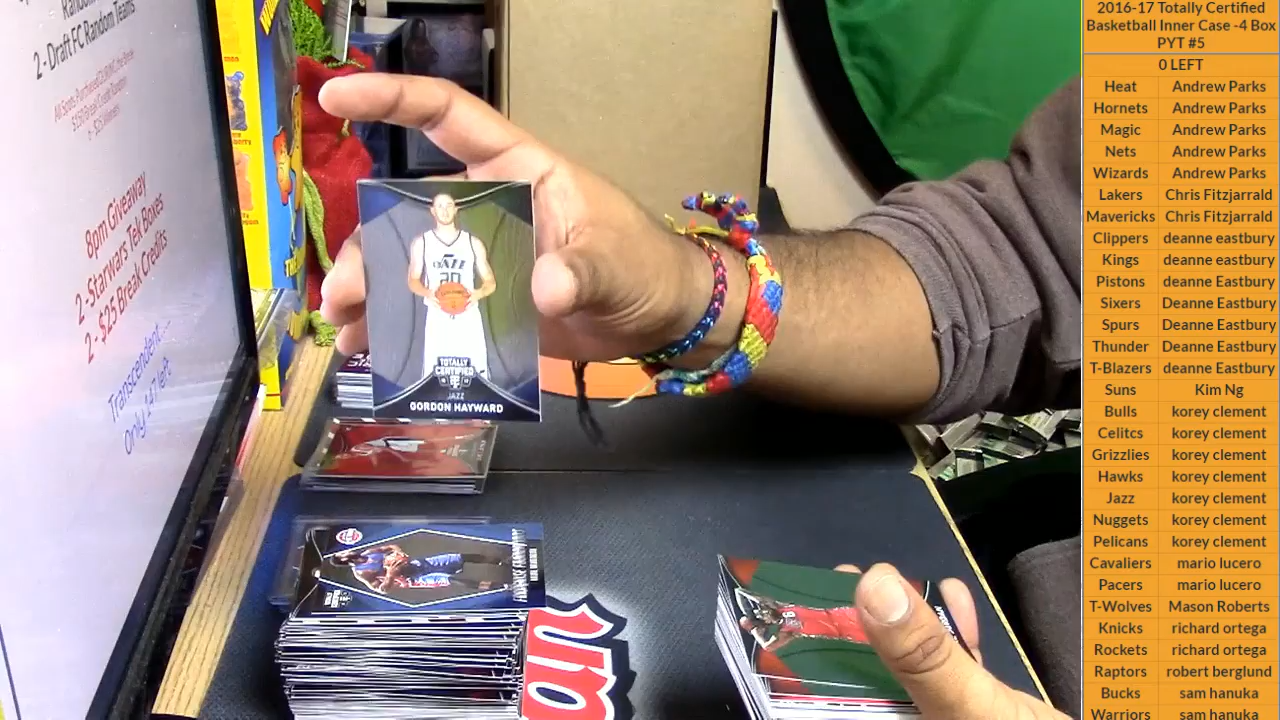 Random
2 - Draft FC Random Teams
8pm Giveaway
2 - Starwars Tek Boxes
2 - $25 Break Credits
Transcendent....
Only 147 left
JAZZ
20
TOTALLY
CERTIFIED
JAZZ
GORDON HAYWARD
2016-17 Totally Certified
Basketball Inner Case -4 Box
PYT #5
0 LEFT
Heat Andrew Parks
Hornets Andrew Parks
Magic Andrew Parks
Nets Andrew Parks
Wizards Andrew Parks
Lakers Chris Fitzjarrald
Mavericks Chris Fitzjarrald
Clippers deanne eastbury
Kings deanne eastbury
Pistons deanne Eastbury
Sixers Deanne Eastbury
Spurs Deanne Eastbury
Thunder Deanne Eastbury
T-Blazers deanne Eastbury
Suns Kim Ng
Bulls korey clement
Celitcs korey clement
Grizzlies korey clement
Hawks korey clement
Jazz korey clement
Nuggets korey clement
Pelicans korey clement
Cavaliers mario lucero
Pacers mario lucero
T-Wolves Mason Roberts
Knicks richard ortega
Rockets richard ortega
Raptors robert berglund
Bucks sam hanuka
Warriors sam hanuka